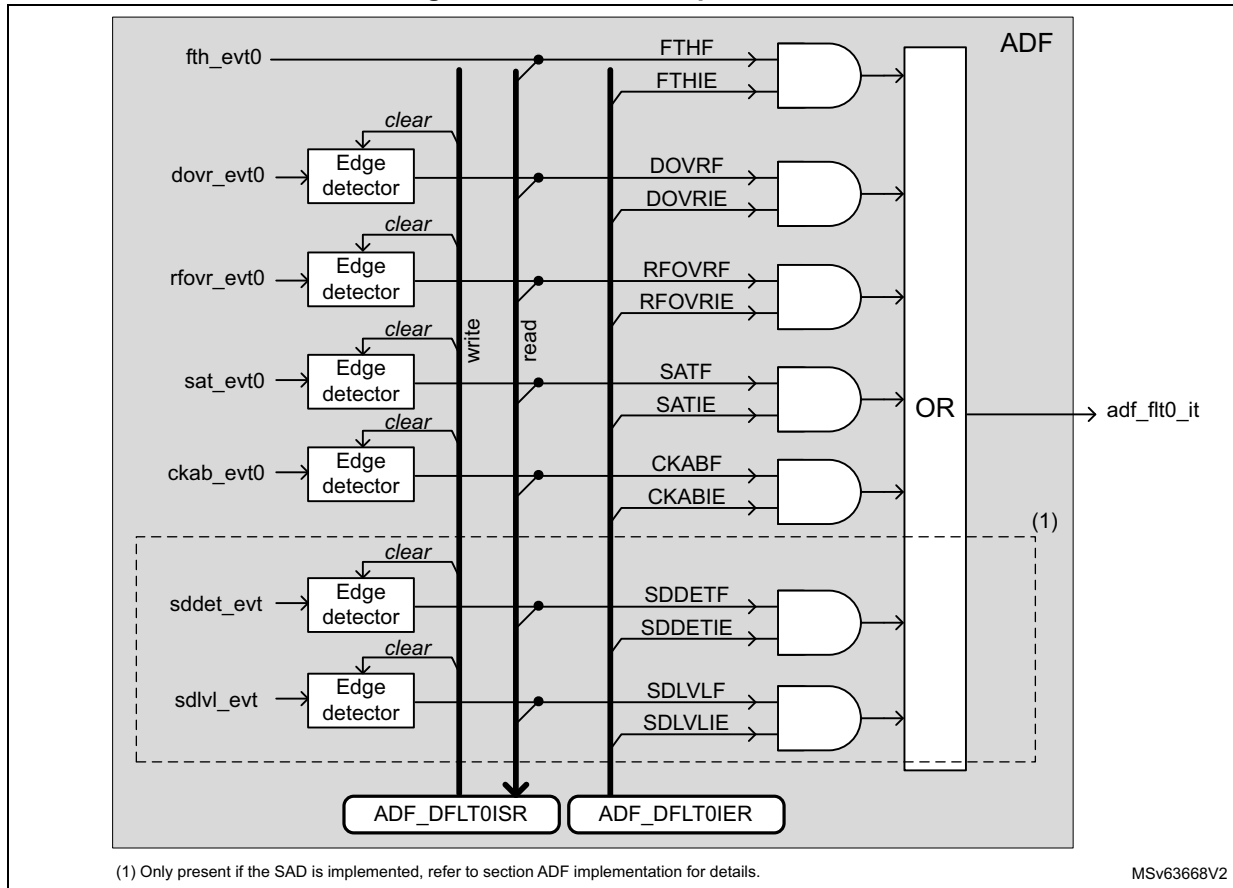 ADF
fth_evt0
FTHF
FTHIE
clear
dovr_evt0
Edge
detector
DOVRF
DOVRIE
clear
rfovr_evt0
Edge
detector
RFOVRF
RFOVRIE
write
read
clear
sat_evt0
Edge
detector
SATF
SATIE
OR
adf_flt0_it
clear
ckab_evt0
Edge
detector
CKABF
CKABIE
(1)
clear
sddet_evt
Edge
detector
SDDETF
SDDETIE
clear
sdlvl_evt
Edge
detector
SDLVLF
SDLVLIE
ADF_DFLT0ISR
ADF_DFLT0IER
(1) Only present if the SAD is implemented, refer to section ADF implementation for details.
MSv63668V2